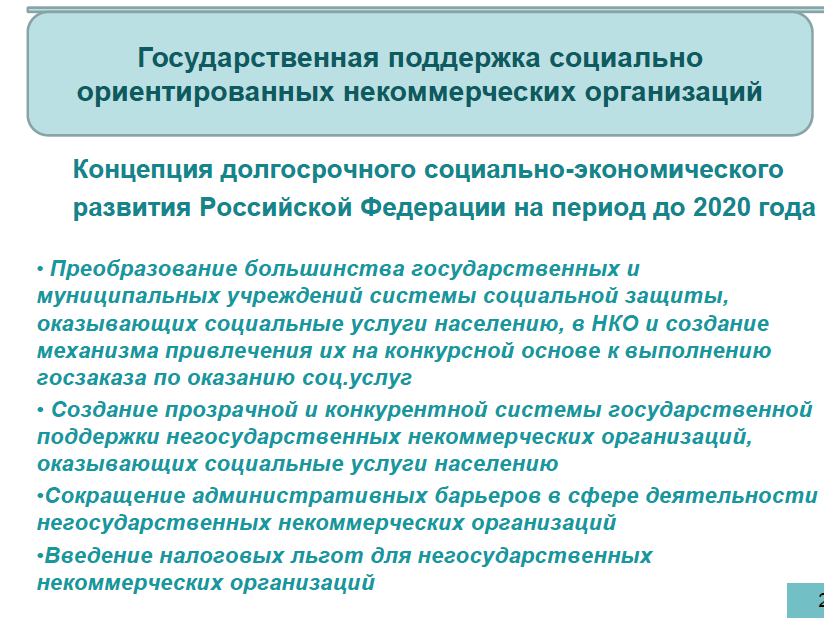 Государственная поддержка социально
ориентированных некоммерческих организаций
Концепция долгосрочного социально-экономического
развития Российской Федерации на период до 2020 года
• Преобразование большинства государственных и
муниципальных учреждений системы социальной защиты,
оказывающих социальные услуги населению, в НКО и создание
механизма привлечения их на конкурсной основе к выполнению
госзаказа по оказанию соц.услуг
• Создание прозрачной и конкурентной системы государственной
поддержки негосударственных некоммерческих организаций,
оказывающих социальные услуги населению
•Сокращение административных барьеров в сфере деятельности
негосударственных некоммерческих организаций
•Введение налоговых льгот для негосударственных
некоммерческих организаций
2